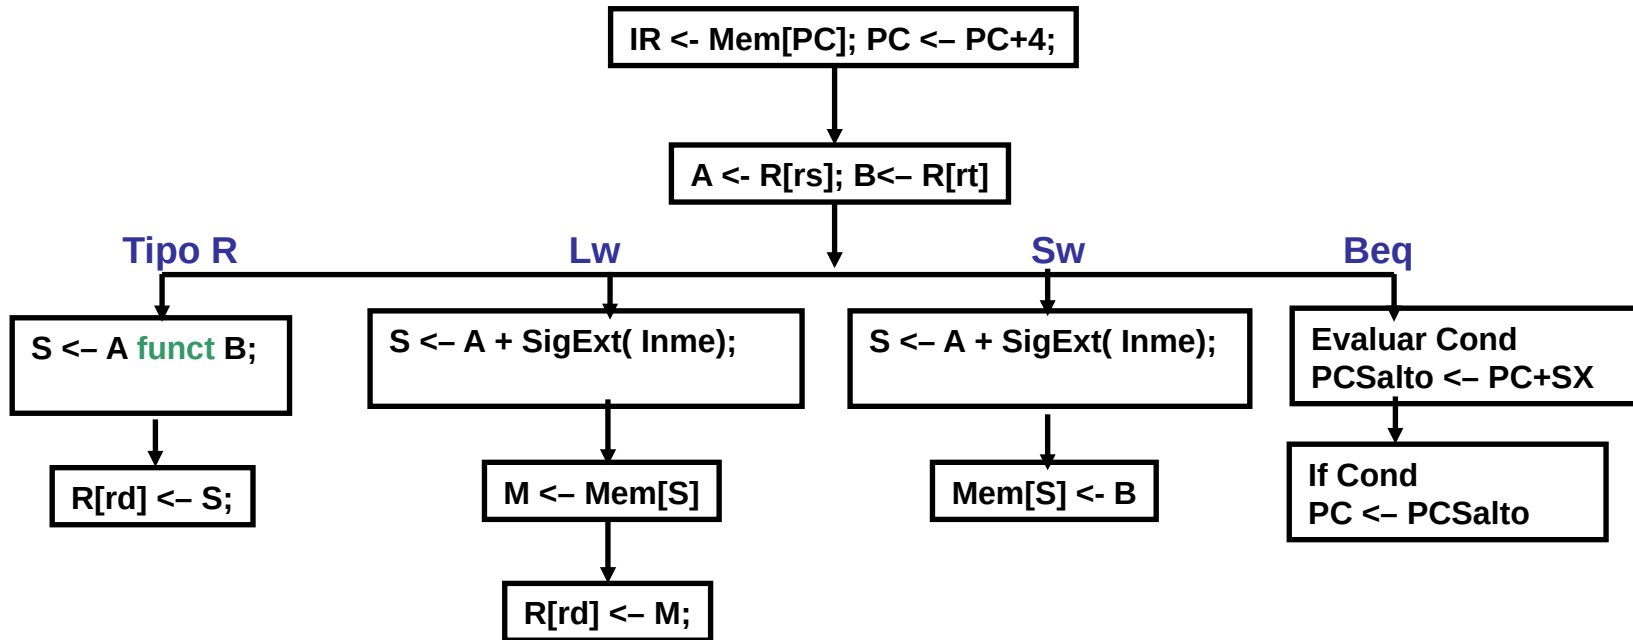 IR <- Mem[PC]; PC <– PC+4;
A <- R[rs]; B<– R[rt]
Tipo R
Lw
Sw
Beq
S <– A funct B;
S <– A + SigExt( Inme);
S <– A + SigExt( Inme);
Evaluar Cond
PCSalto <– PC+SX
R[rd] <– S;
M <– Mem[S]
Mem[S] <- B
If Cond
PC <– PCSalto
R[rd] <– M;